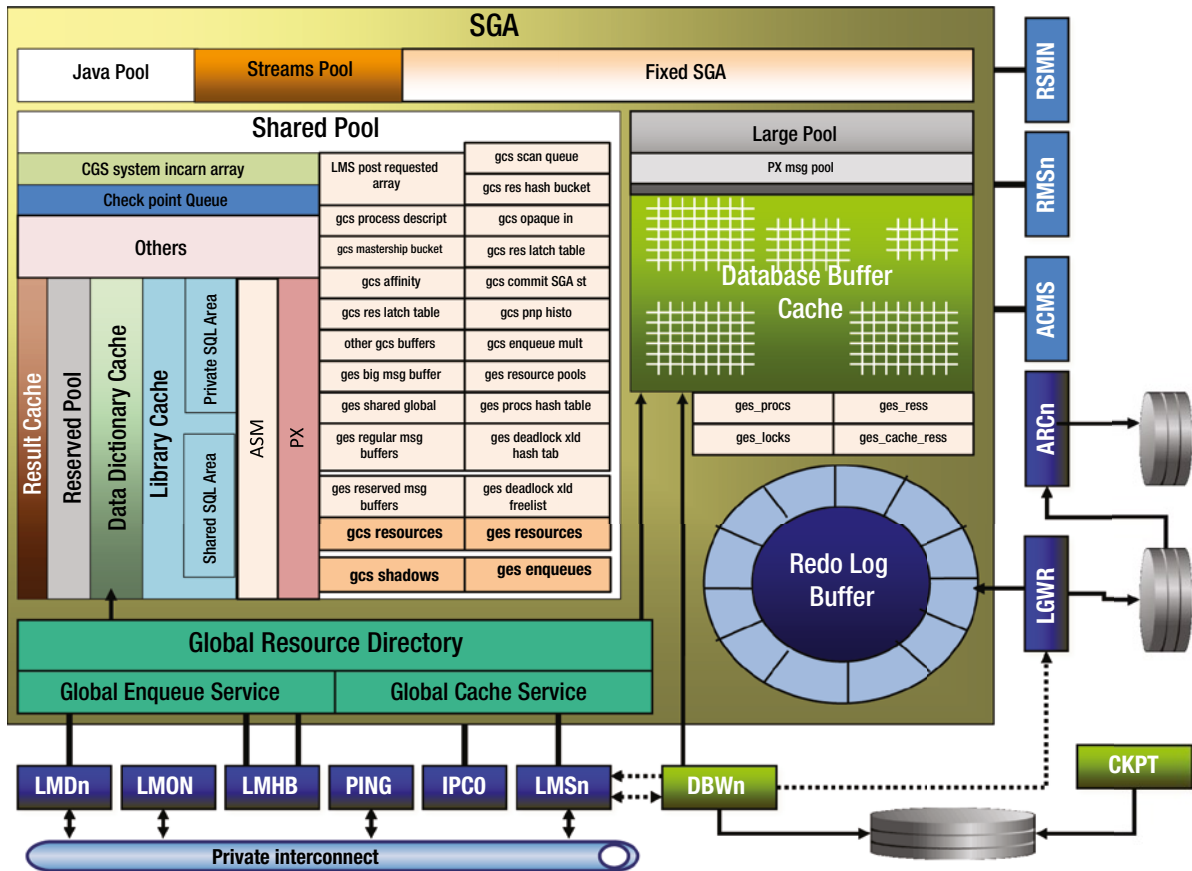 SGA
Java Pool
Streams Pool
Fixed SGA
RSMN
Shared Pool
Large Pool
PX msg pool
RMSn
CGS system incarn array
Check point Queue
Others
LMS post requested
array
gcs scan queue
gcs res hash bucket
gcs process descript
gcs opaque in
gcs mastership bucket
gcs res latch table
gcs affinity
gcs commit SGA st
gcs res latch table
gcs pnp histo
other gcs buffers
gcs enqueue mult
ges big msg buffer
ges resource pools
ges shared global
ges procs hash table
ges regular msg
buffers
ges deadlock xld
hash tab
ges reserved msg
buffers
ges deadlock xld
freelist
gcs resources
ges resources
gcs shadows
ges enqueues
Result Cache
Reserved Pool
Data Dictionary Cache
Library Cache
Private SQL Area
Shared SQL Area
ASM
PX
Database Buffer
Cache
ACMS
ges_procs
ges_ress
ges_locks
ges_cache_ress
ARCn
Redo Log
Buffer
LGWR
Global Resource Directory
Global Enqueue Service
Global Cache Service
LMDn
LMON
LMHB
PING
IPC0
LMSn
DBWn
CKPT
Private interconnect